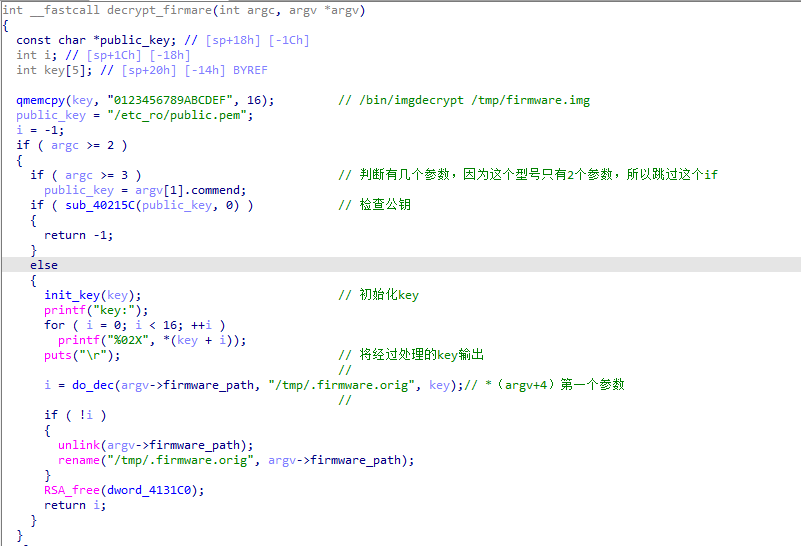 int __fastcall decrypt_firmare(int argc, argv *argv)
{
  const char *public_key; // [sp+18h] [-1Ch]
  int i; // [sp+1Ch] [-18h]
  int key[5]; // [sp+20h] [-14h] BYREF

  qmemcpy(key, "0123456789ABCDEF", 16);          // /bin/imgdecrypt /tmp/firmware.img
  public_key = "/etc_ro/public.pem";
  i = -1;
  if ( argc >= 2 )
  {
    if ( argc >= 3 )                            // 判断有几个参数，因为这个型号只有2个参数，所以跳过这个if
      public_key = argv[1].commend;
    if ( sub_40215C(public_key, 0) )            // 检查公钥
    {
      return -1;
    }
    else
    {
      init_key(key);                            // 初始化key
      printf("key:");
      for ( i = 0; i < 16; ++i )
        printf("%02X", *(key + i));
      puts("\r");                               // 将经过处理的key输出
                                                //
      i = do_dec(argv->firmware_path, "/tmp/.firmware.orig", key);// *（argv+4）第一个参数
                                                //
      if ( !i )
      {
        unlink(argv->firmware_path);
        rename("/tmp/.firmware.orig", argv->firmware_path);
      }
      RSA_free(dword_4131C0);
      return i;
    }
  }